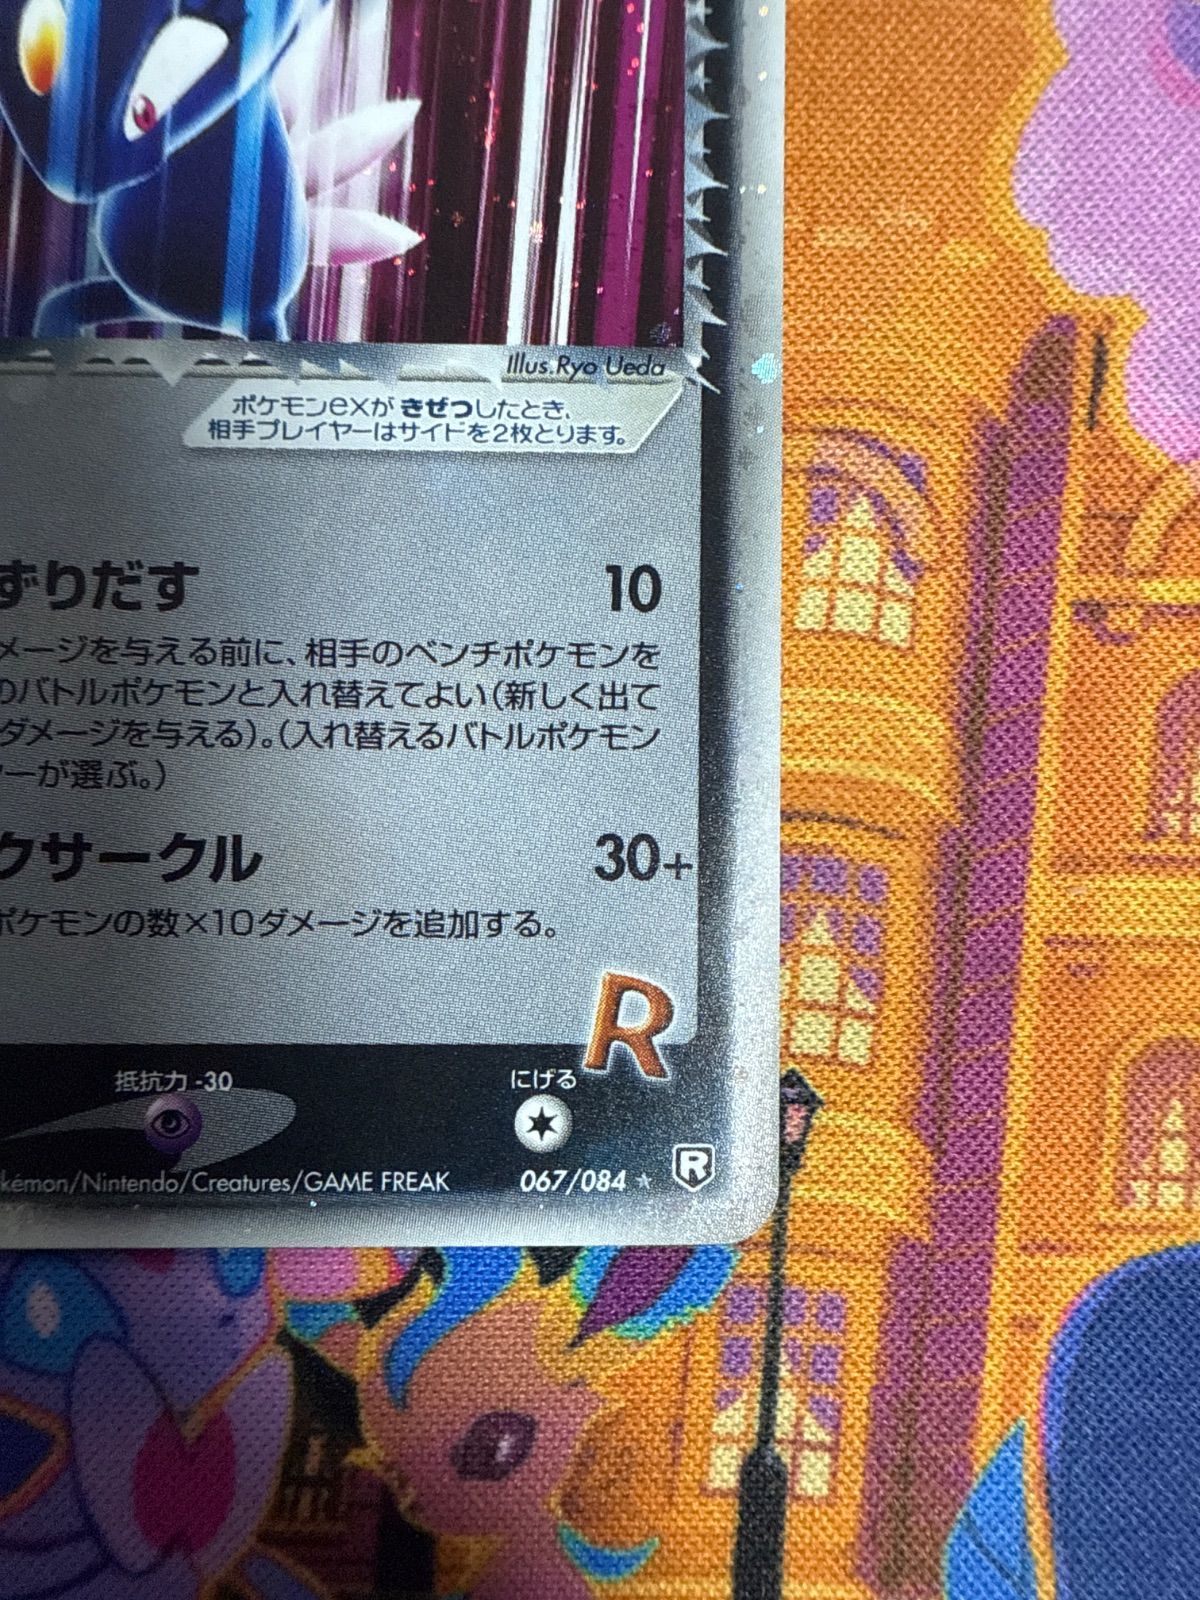 Illus. Ryo Ueda
ポケモンexが きぜつしたとき、
相手プレイヤーはサイドを2枚とります。
ずりだす 10
メージを与える前に、相手のベンチポケモンを
のバトルポケモンと入れ替えてよい(新しく出て
ダメージを与える)。(入れ替えるバトルポケモン
ーが選ぶ。)
クサークル 30+
ポケモンの数×10ダメージを追加する。
R
抵抗力 -30 にげる
kémon/Nintendo/Creatures/GAME FREAK 067/084 ★ R